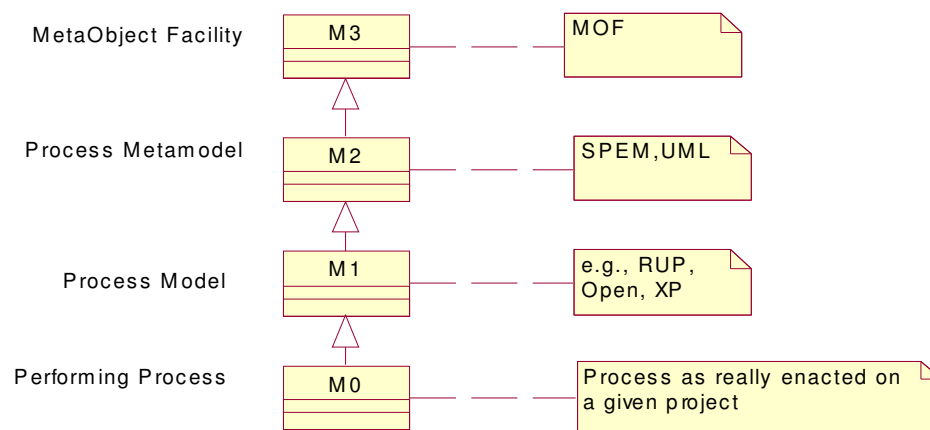 MetaObject Facility
M3
MOF
Process Metamodel
M2
SPEM,UML
Process Model
M1
e.g., RUP,
Open, XP
Performing Process
M0
Process as really enacted on
a given project